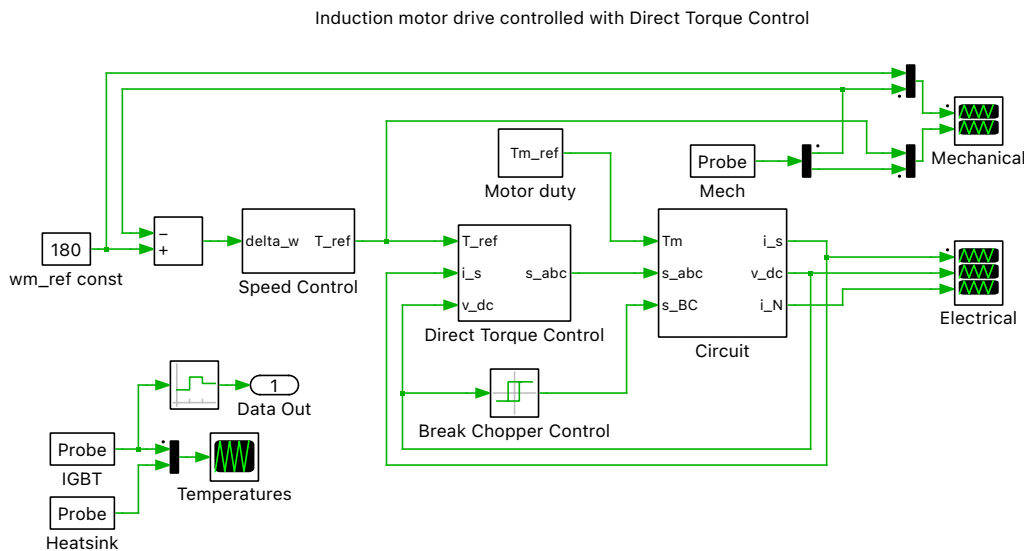 Induction motor drive controlled with Direct Torque Control
Mechanical
Tm_ref
Motor duty
Probe
Mech
180
wm_ref const
−
+
delta_w T_ref
Speed Control
T_ref
i_s
v_dc
s_abc
Direct Torque Control
Tm
s_abc
s_BC
i_s
v_dc
i_N
Circuit
Electrical
1
Data Out
Break Chopper Control
Probe
IGBT
Temperatures
Probe
Heatsink